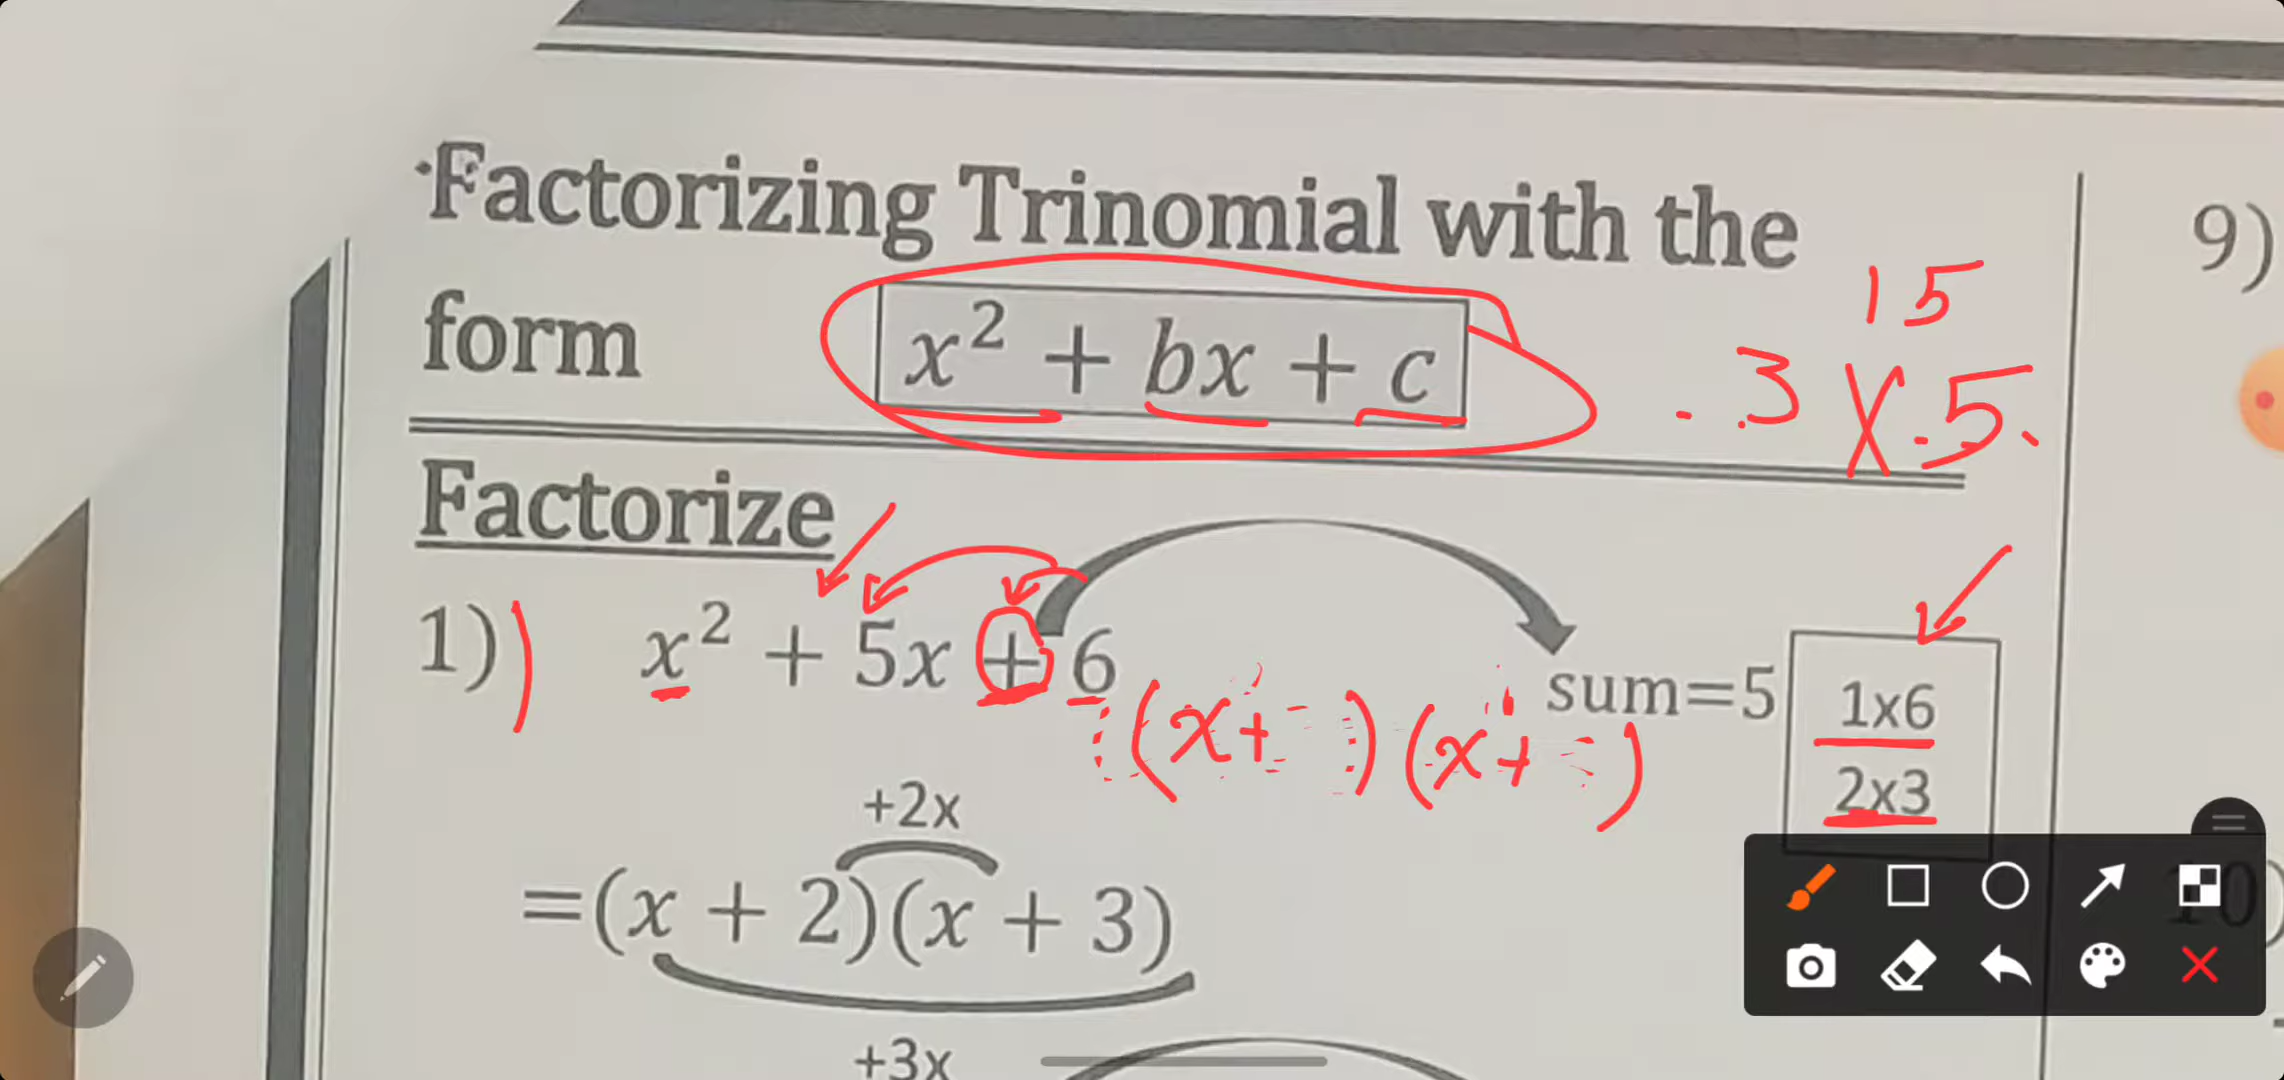 Factorizing Trinomial with the
form x² + bx + c
15
. 3 X . 5 .
9)
Factorize
1) ) x² + 5x + 6
sum=5
1x6
2x3
(x+ ) (x+ )
+2x
=(x + 2)(x + 3)
+3x
10)